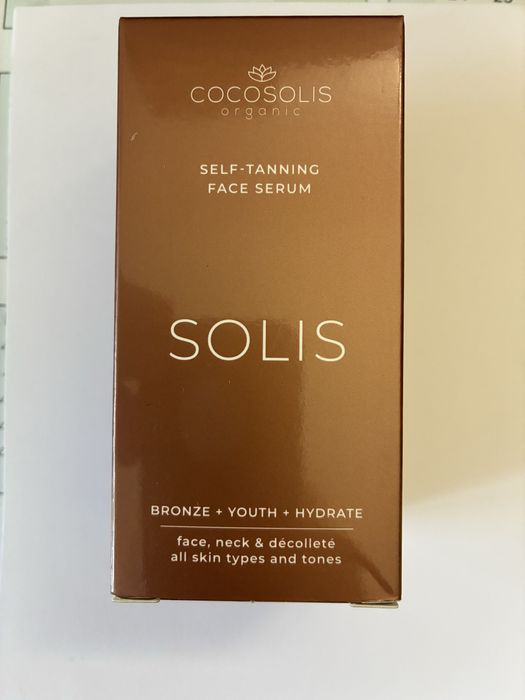 COCOSOLIS
organic
SELF-TANNING
FACE SERUM
SOLIS
BRONZE + YOUTH + HYDRATE
face, neck & décolleté
all skin types and tones